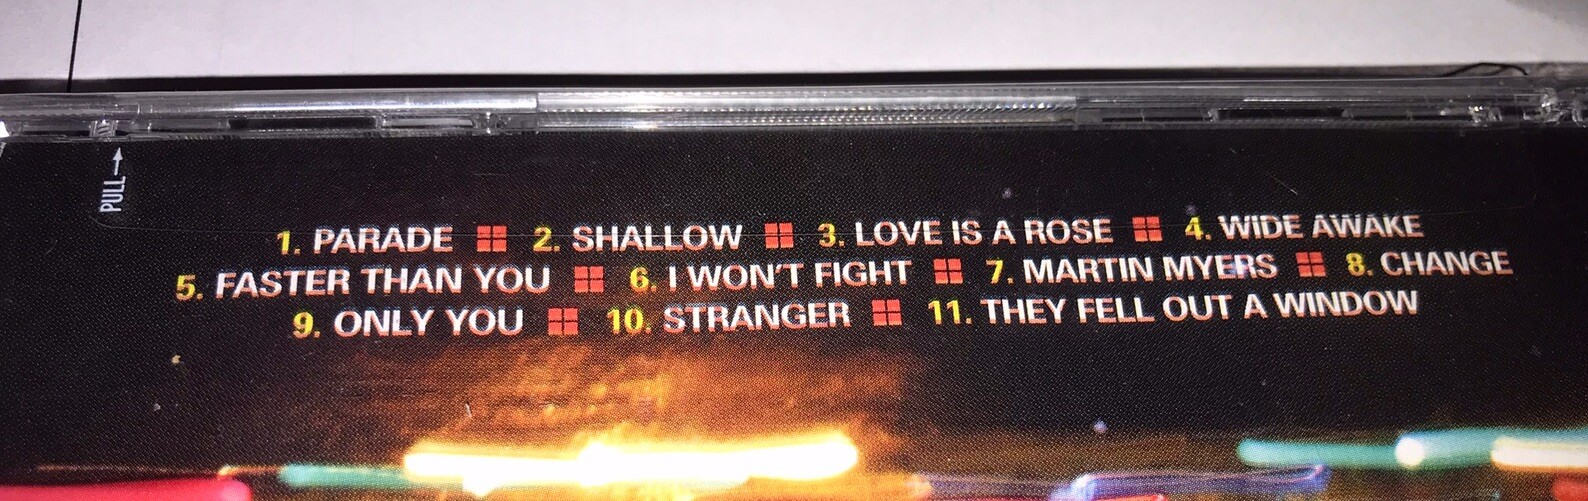 PULL→
1. PARADE 2. SHALLOW 3. LOVE IS A ROSE 4. WIDE AWAKE
5. FASTER THAN YOU 6. I WON'T FIGHT 7. MARTIN MYERS 8. CHANGE
9. ONLY YOU 10. STRANGER 11. THEY FELL OUT A WINDOW